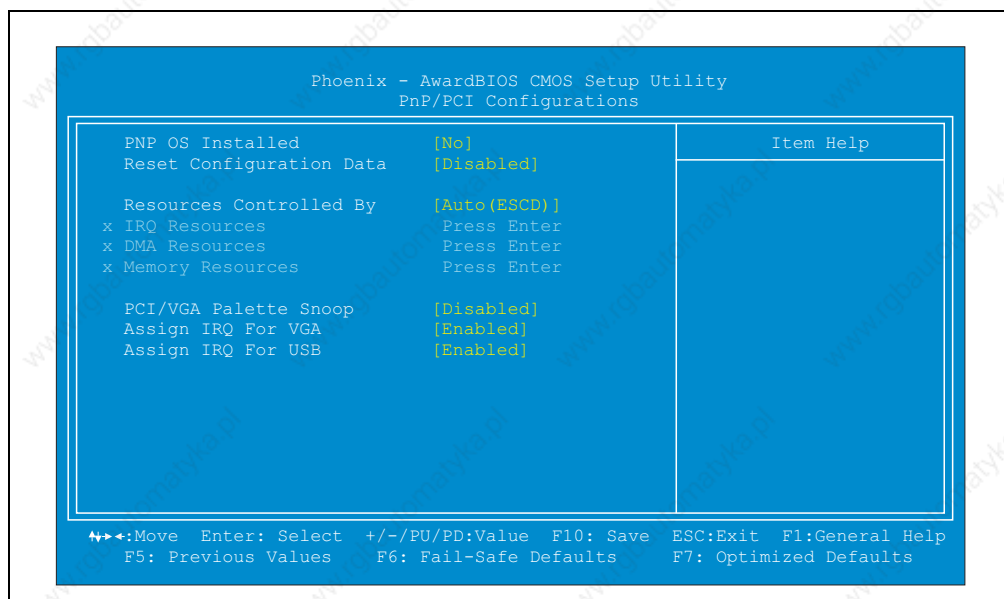 Phoenix - AwardBIOS CMOS Setup Utility
PnP/PCI Configurations
PNP OS Installed [No]
Reset Configuration Data [Disabled]
Resources Controlled By [Auto(ESCD)]
x IRQ Resources Press Enter
x DMA Resources Press Enter
x Memory Resources Press Enter
PCI/VGA Palette Snoop [Disabled]
Assign IRQ For VGA [Enabled]
Assign IRQ For USB [Enabled]
Item Help
:Move Enter: Select +/-/PU/PD:Value F10: Save ESC:Exit F1:General Help
F5: Previous Values F6: Fail-Safe Defaults F7: Optimized Defaults
www.rgbautomatyka.pl